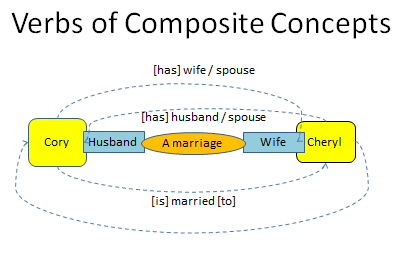 Verbs of Composite Concepts
[has] wife / spouse
[has] husband / spouse
Cory
Husband
A marriage
Wife
Cheryl
[is] married [to]